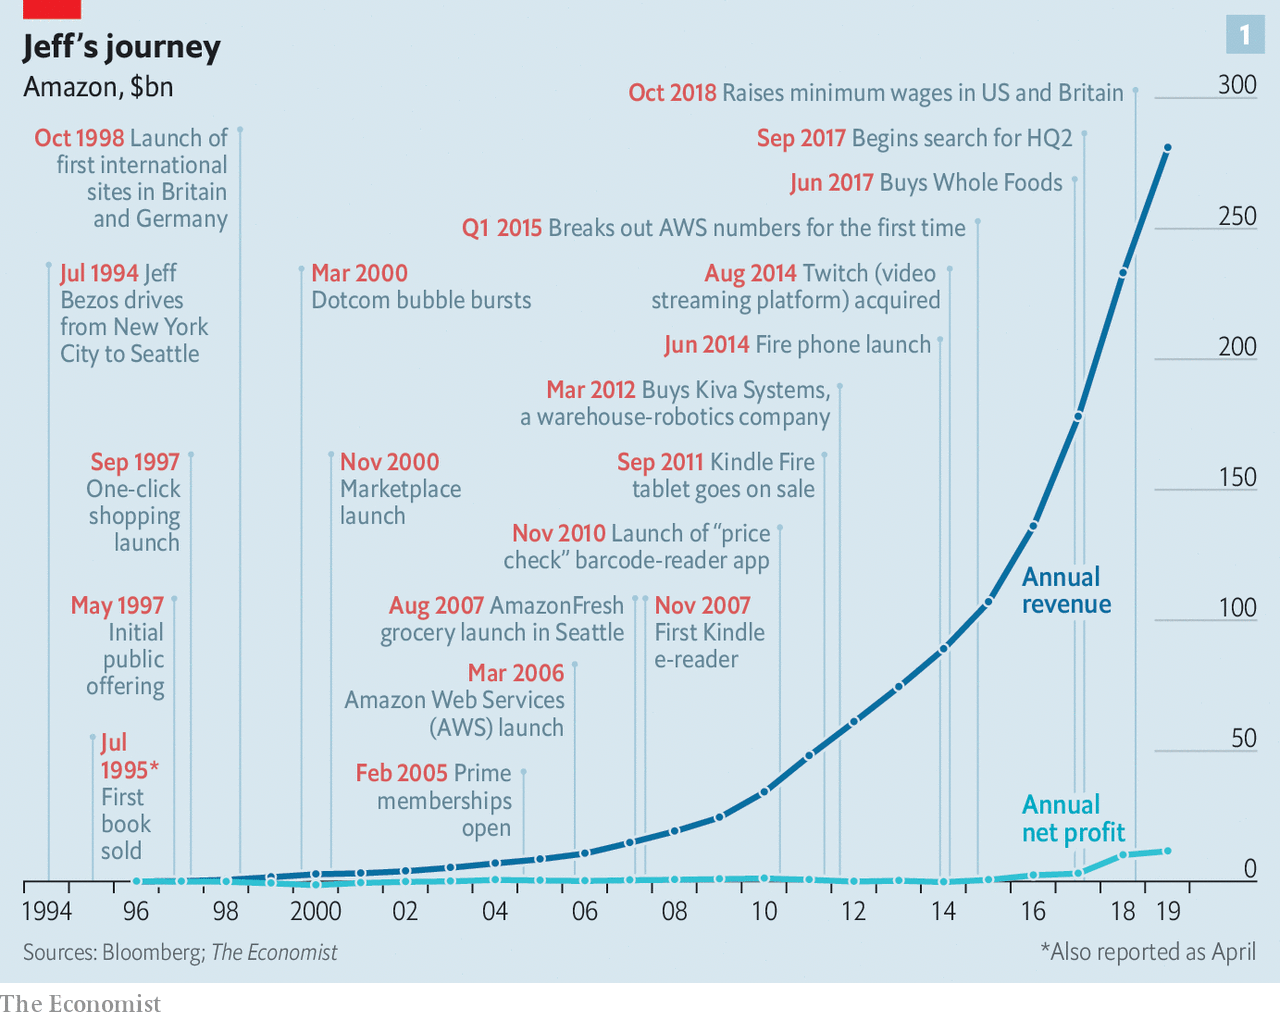 Jeff's journey
1
Amazon, $bn
300
250
200
150
100
50
0
Oct 2018 Raises minimum wages in US and Britain
Sep 2017 Begins search for HQ2
Jun 2017 Buys Whole Foods
Q1 2015 Breaks out AWS numbers for the first time
Oct 1998 Launch of
first international
sites in Britain
and Germany
Jul 1994 Jeff
Bezos drives
from New York
City to Seattle
Mar 2000
Dotcom bubble bursts
Aug 2014 Twitch (video
streaming platform) acquired
Jun 2014 Fire phone launch
Mar 2012 Buys Kiva Systems,
a warehouse-robotics company
Sep 1997
One-click
shopping
launch
Nov 2000
Marketplace
launch
Sep 2011 Kindle Fire
tablet goes on sale
Nov 2010 Launch of “price
check” barcode-reader app
May 1997
Initial
public
offering
Aug 2007 AmazonFresh
grocery launch in Seattle
Nov 2007
First Kindle
e-reader
Mar 2006
Amazon Web Services
(AWS) launch
Jul
1995*
First
book
sold
Feb 2005 Prime
memberships
open
Annual
revenue
Annual
net profit
1994 96 98 2000 02 04 06 08 10 12 14 16 18 19
Sources: Bloomberg; The Economist
*Also reported as April
The Economist